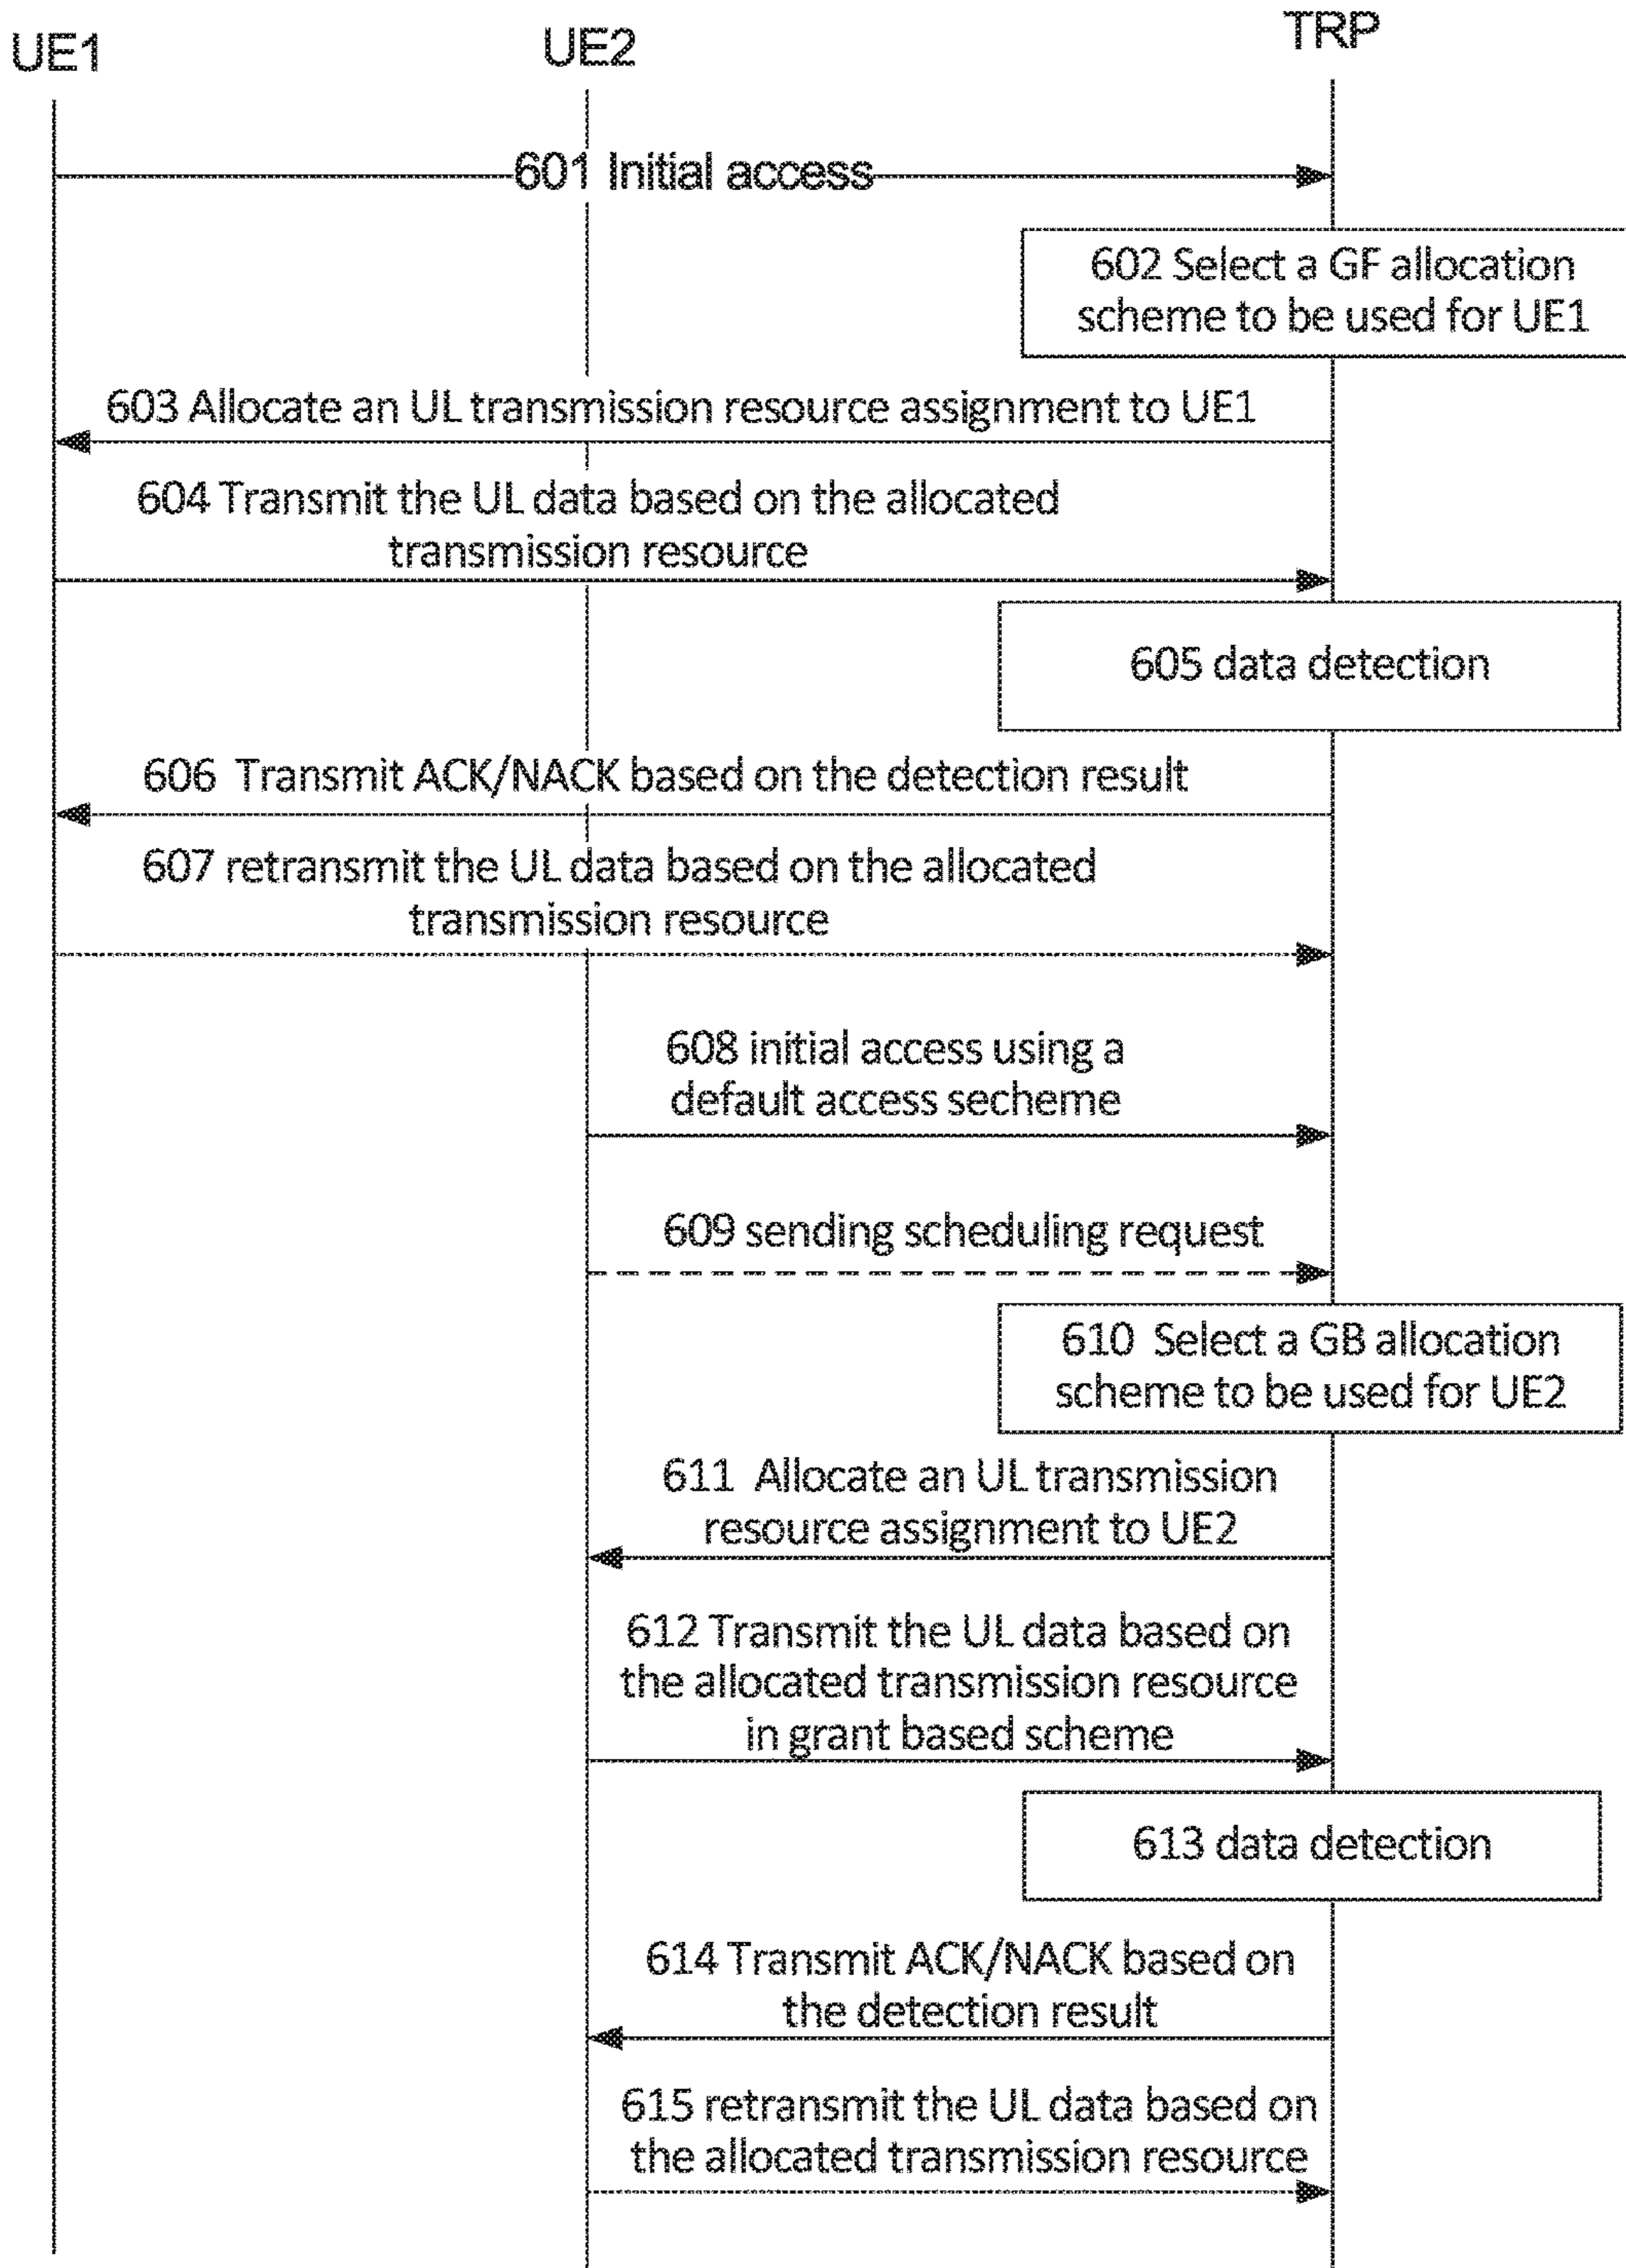 UE1
UE2
TRP
601 Initial access
602 Select a GF allocation
scheme to be used for UE1
603 Allocate an UL transmission resource assignment to UE1
604 Transmit the UL data based on the allocated
transmission resource
605 data detection
606 Transmit ACK/NACK based on the detection result
607 retransmit the UL data based on the allocated
transmission resource
608 initial access using a
default access secheme
609 sending scheduling request
610 Select a GB allocation
scheme to be used for UE2
611 Allocate an UL transmission
resource assignment to UE2
612 Transmit the UL data based on
the allocated transmission resource
in grant based scheme
613 data detection
614 Transmit ACK/NACK based on
the detection result
615 retransmit the UL data based on
the allocated transmission resource